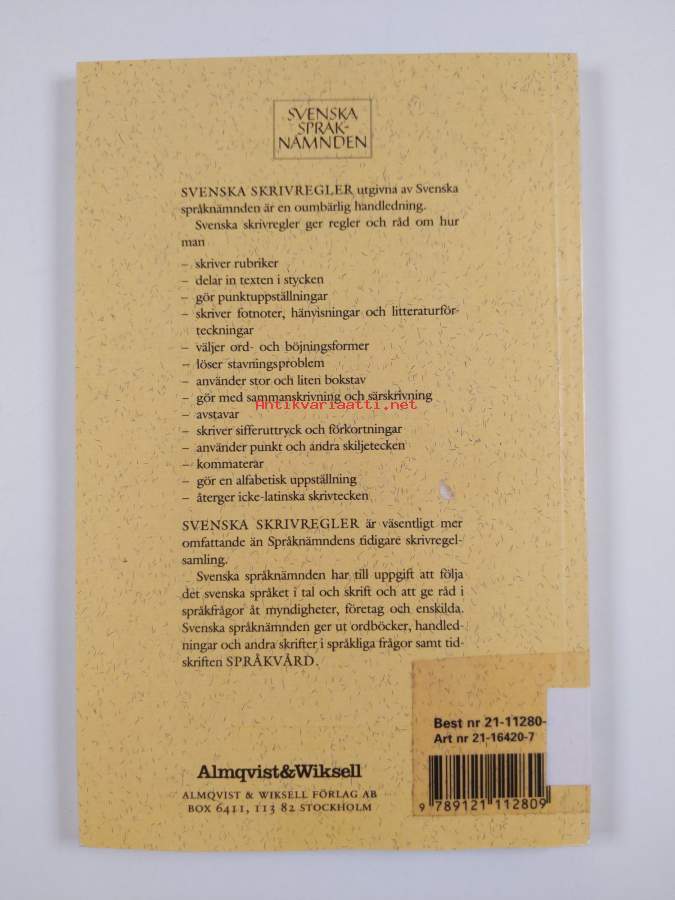 SVENSKA
SPRÅK-
NÄMNDEN
SVENSKA SKRIVREGLER utgivna av Svenska
språknämnden är en oumbärlig handledning.
Svenska skrivregler ger regler och råd om hur
man
– skriver rubriker
– delar in texten i stycken
– gör punktuppställningar
– skriver fotnoter, hänvisningar och litteraturför-
teckningar
– väljer ord- och böjningsformer
– löser stavningsproblem
– använder stor och liten bokstav
– gör med sammanskrivning och särskrivning
Antikvariaatti.net
– avstavar
– skriver sifferuttryck och förkortningar
– använder punkt och andra skiljetecken
– kommaterar
– gör en alfabetisk uppställning
– återger icke-latinska skrivtecken
SVENSKA SKRIVREGLER är väsentligt mer
omfattande än Språknämndens tidigare skrivregel-
samling.
Svenska språknämnden har till uppgift att följa
det svenska språket i tal och skrift och att ge råd i
språkfrågor åt myndigheter, företag och enskilda.
Svenska språknämnden ger ut ordböcker, handled-
ningar och andra skrifter i språkliga frågor samt tid-
skriften SPRÅKVÅRD.
Best nr 21-11280-
Art nr 21-16420-7
9 789121 112809
Almqvist&Wiksell
ALMQVIST & WIKSELL FÖRLAG AB
BOX 6411, 113 82 STOCKHOLM